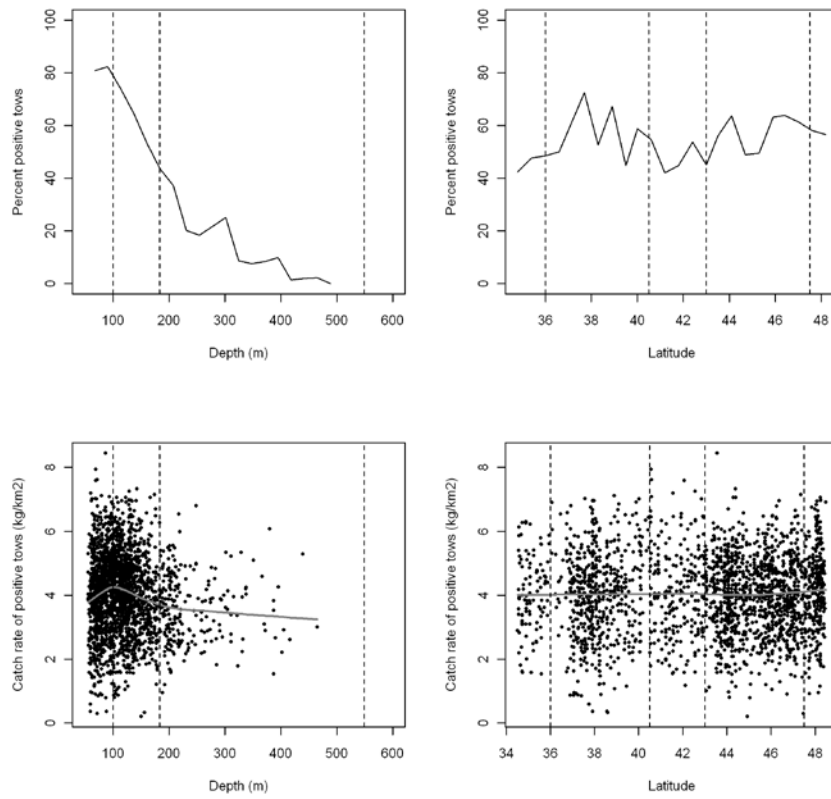 Percent positive tows
100
80
60
40
20
0
100 200 300 400 500 600
Depth (m)
Percent positive tows
100
80
60
40
20
0
36 38 40 42 44 46 48
Latitude
Catch rate of positive tows (kg/km2)
8
6
4
2
0
100 200 300 400 500 600
Depth (m)
Catch rate of positive tows (kg/km2)
8
6
4
2
0
34 36 38 40 42 44 46 48
Latitude